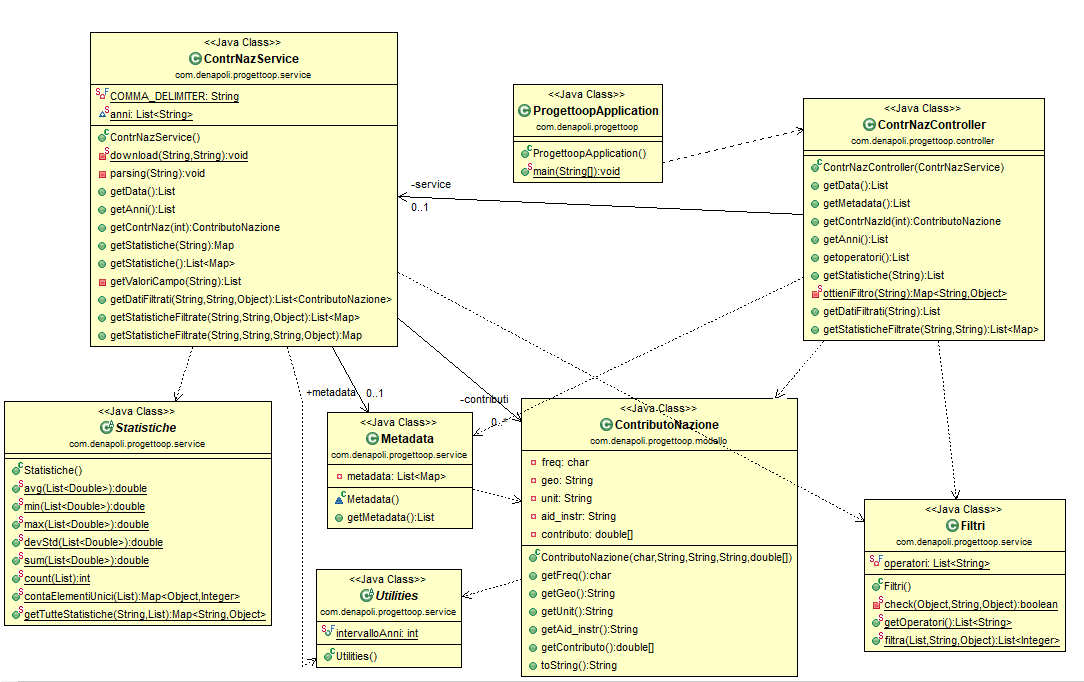 <<Java Class>>
ContrNazService
com.denapoli.progettoop.service
COMMA_DELIMITER: String
anni: List<String>
ContrNazService()
download(String,String):void
parsing(String):void
getData():List
getAnni():List
getContrNaz(int):ContributoNazione
getStatistiche(String):Map
getStatistiche():List<Map>
getValoriCampo(String):List
getDatiFiltrati(String,String,Object):List<ContributoNazione>
getStatisticheFiltrate(String,String,Object):List<Map>
getStatisticheFiltrate(String,String,String,Object):Map
<<Java Class>>
ProgettoopApplication
com.denapoli.progettoop
ProgettoopApplication()
main(String[]):void
<<Java Class>>
ContrNazController
com.denapoli.progettoop.controller
ContrNazController(ContrNazService)
getData():List
getMetadata():List
getContrNazId(int):ContributoNazione
getAnni():List
getoperatori():List
getStatistiche(String):List
ottieniFiltro(String):Map<String,Object>
getDatiFiltrati(String):List
getStatisticheFiltrate(String,String):List<Map>
-service
0..1
+metadata
0..1
-contributi
0..*
<<Java Class>>
Statistiche
com.denapoli.progettoop.service
Statistiche()
avg(List<Double>):double
min(List<Double>):double
max(List<Double>):double
devStd(List<Double>):double
sum(List<Double>):double
count(List):int
contaElementiUnici(List):Map<Object,Integer>
getTutteStatistiche(String,List):Map<String,Object>
<<Java Class>>
Metadata
com.denapoli.progettoop.service
metadata: List<Map>
Metadata()
getMetadata():List
<<Java Class>>
Utilities
com.denapoli.progettoop.service
intervalloAnni: int
Utilities()
<<Java Class>>
ContributoNazione
com.denapoli.progettoop.modello
freq: char
geo: String
unit: String
aid_instr: String
contributo: double[]
ContributoNazione(char,String,String,String,double[])
getFreq():char
getGeo():String
getUnit():String
getAid_instr():String
getContributo():double[]
toString():String
<<Java Class>>
Filtri
com.denapoli.progettoop.service
operatori: List<String>
Filtri()
check(Object,String,Object):boolean
getOperatori():List<String>
filtra(List,String,Object):List<Integer>